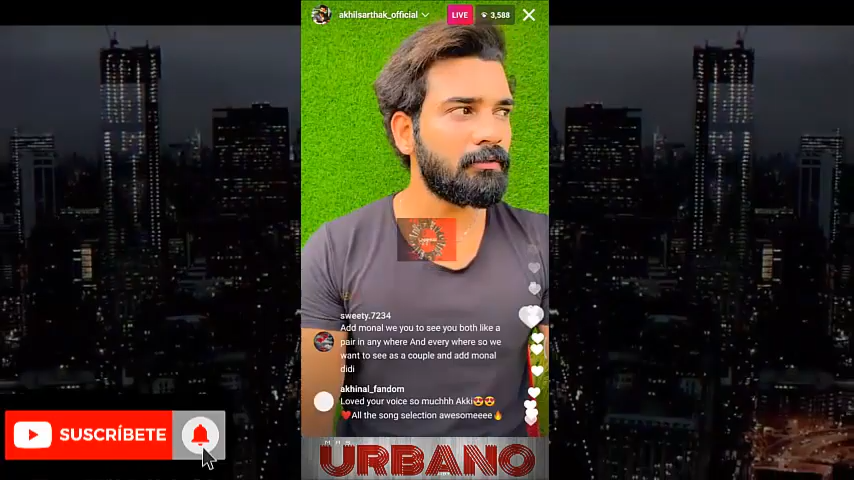 akhilsarthak_official
LIVE
3,588
sweety.7234
Add monal we you to see you both like a
pair in any where And every where so we
want to see as a couple and add monal
didi
akhinal_fandom
Loved your voice so muchhh Akki😍😍
❤️All the song selection awesomeeee🔥
SUSCRÍBETE
URBANO